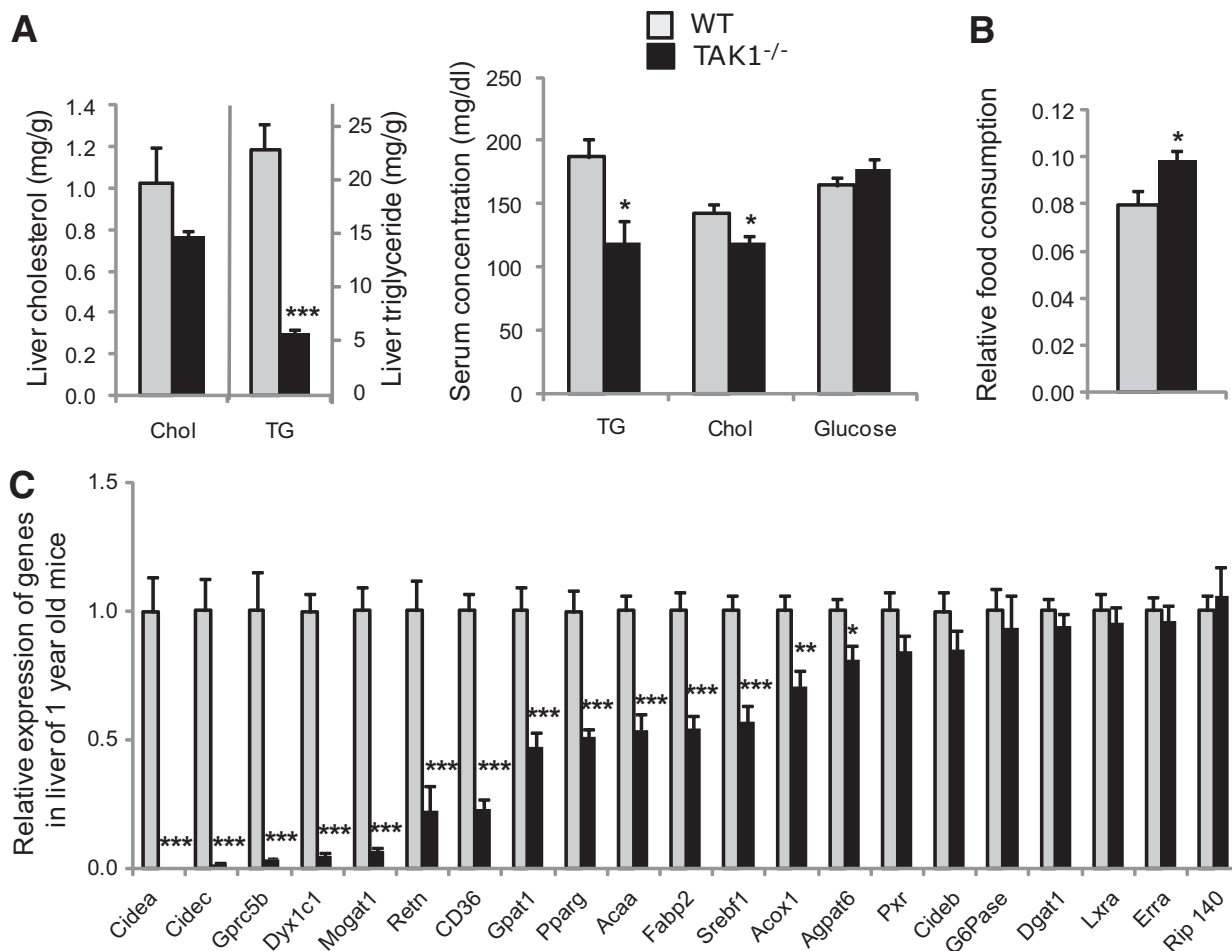 A
WT
TAK1-/-
B
Liver cholesterol (mg/g)
1.4
1.2
1.0
0.8
0.6
0.4
0.2
0.0
Chol
TG
***
25
20
15
10
5
0
Liver triglyceride (mg/g)
Serum concentration (mg/dl)
250
200
150
100
50
0
*
*
TG
Chol
Glucose
Relative food consumption
0.12
0.10
0.08
0.06
0.04
0.02
0.00
*
C
Relative expression of genes
in liver of 1 year old mice
1.5
1.0
0.5
0.0
***
***
***
***
***
***
***
***
***
***
***
***
**
*
Cidea
Cidec
Gprc5b
Dyx1c1
Mogat1
Retn
CD36
Gpat1
Pparg
Acaa
Fabp2
Srebf1
Acox1
Agpat6
Pxr
Cideb
G6Pase
Dgat1
Lxra
Erra
Rip 140